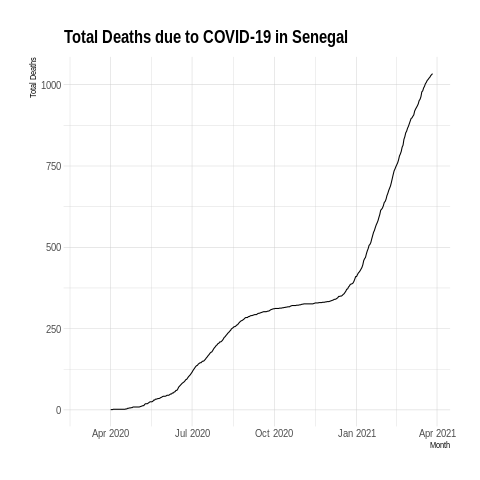 Total Deaths due to COVID-19 in Senegal
Total Deaths
1000
750
500
250
0
Apr 2020
Jul 2020
Oct 2020
Jan 2021
Apr 2021
Month